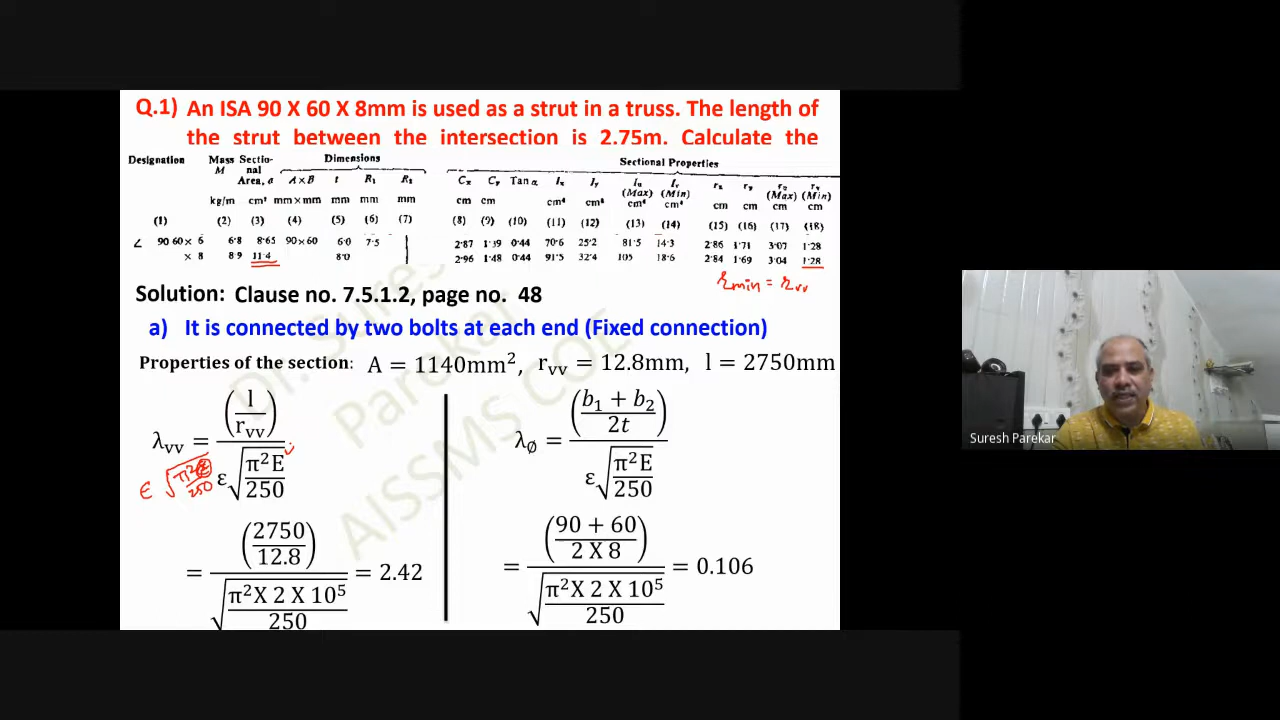 Q.1) An ISA 90 X 60 X 8mm is used as a strut in a truss. The length of
the strut between the intersection is 2.75m. Calculate the
Designation Mass Sectio- Dimensions Sectional Properties
M nal
Area, a A×B t R₁ R₂ Cx Cy Tan α Ix Iy Iu Iv rx ry ru rv
(Max) (Min) (Max) (Min)
kg/m cm² mm×mm mm mm mm cm cm cm⁴ cm⁴ cm⁴ cm⁴ cm cm cm cm
(1) (2) (3) (4) (5) (6) (7) (8) (9) (10) (11) (12) (13) (14) (15) (16) (17) (18)
∠ 90 60 × 6 6·8 8·65 90×60 6·0 7·5 2·87 1·39 0·44 70·6 25·2 81·5 14·3 2·86 1·71 3·07 1·28
× 8 8·9 11·4 8·0 2·96 1·48 0·44 91·5 32·4 105 18·6 2·84 1·69 3·04 1·28
rmin = rvv
Solution: Clause no. 7.5.1.2, page no. 48
a) It is connected by two bolts at each end (Fixed connection)
Properties of the section: A = 1140mm², rvv = 12.8mm, l = 2750mm
λvv = (l/rvv) / ε√(π²E/250)
ε √(π²E/250)
= (2750/12.8) / √(π²X 2 X 10⁵/250) = 2.42
λø = ((b₁ + b₂)/2t) / ε√(π²E/250)
= ((90 + 60)/(2 X 8)) / √(π²X 2 X 10⁵/250) = 0.106
Dr. Suresh
Parekar
AISSMS COE
Suresh Parekar